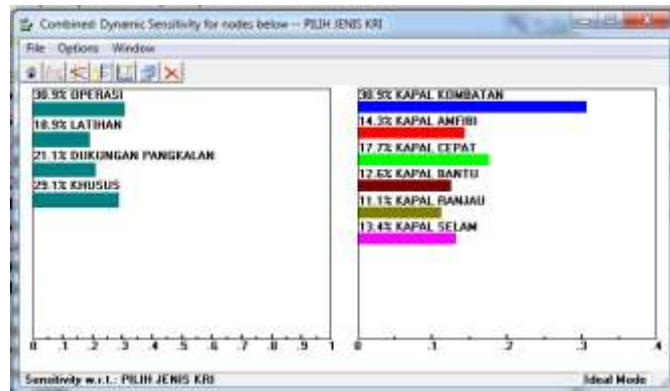 Combined: Dynamic Sensitivity for nodes below -- PILIH JENIS KRI
File Options Window
30.9% OPERASI
18.9% LATIHAN
21.1% DUKUNGAN PANGKALAN
29.1% KHUSUS
0 .1 .2 .3 .4 .5 .6 .7 .8 .9 1
30.9% KAPAL KOMBATAN
14.3% KAPAL AMFIBI
17.7% KAPAL CEPAT
12.6% KAPAL BANTU
11.1% KAPAL RANJAU
13.4% KAPAL SELAM
0 .1 .2 .3 .4
Sensitivity w.r.t.: PILIH JENIS KRI
Ideal Mode